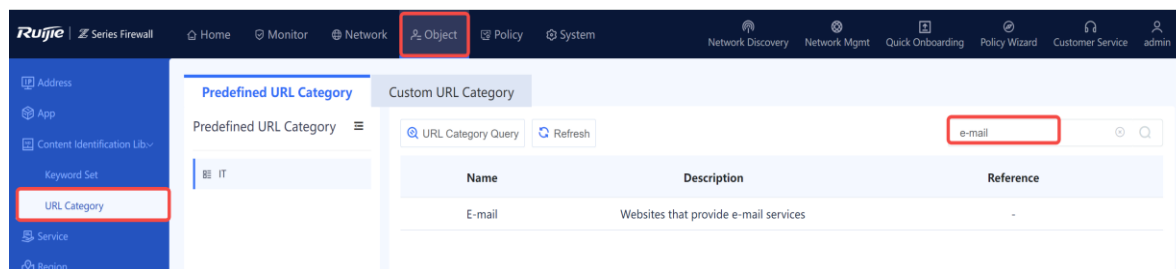 Ruijie | Z Series Firewall Home Monitor Network Object Policy System Network Discovery Network Mgmt Quick Onboarding Policy Wizard Customer Service admin
Address
App
Content Identification Lib
Keyword Set
URL Category
Service
Region
Predefined URL Category Custom URL Category
Predefined URL Category
IT
URL Category Query Refresh e-mail
Name Description Reference
E-mail Websites that provide e-mail services -